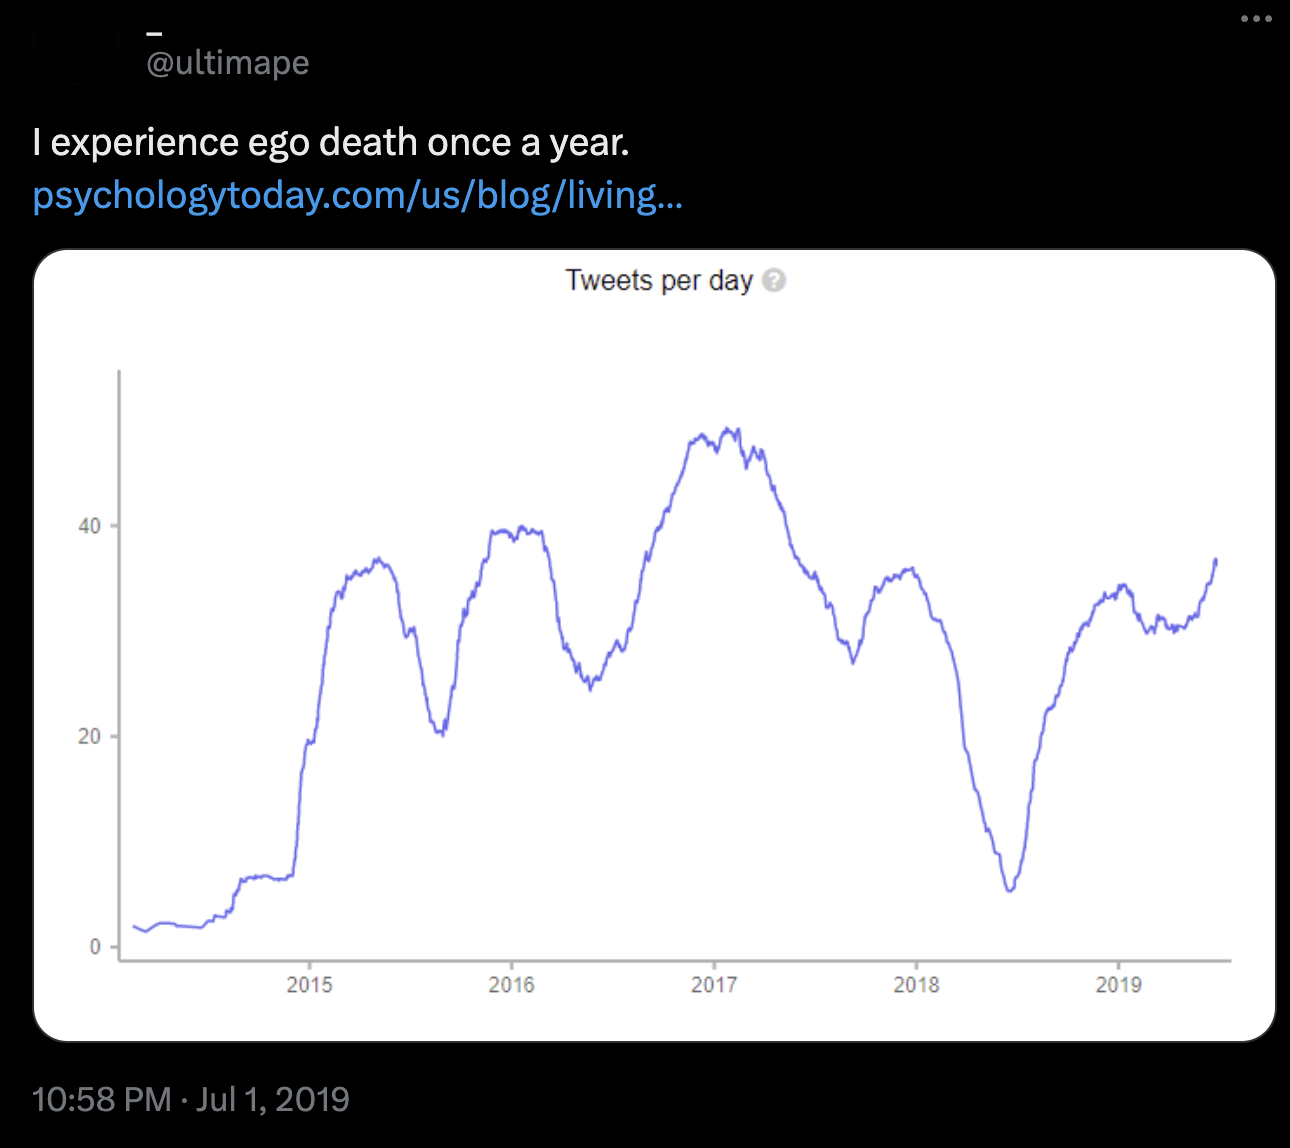 –
@ultimape
I experience ego death once a year.
psychologytoday.com/us/blog/living...
Tweets per day ?
40
20
0
2015 2016 2017 2018 2019
10:58 PM · Jul 1, 2019